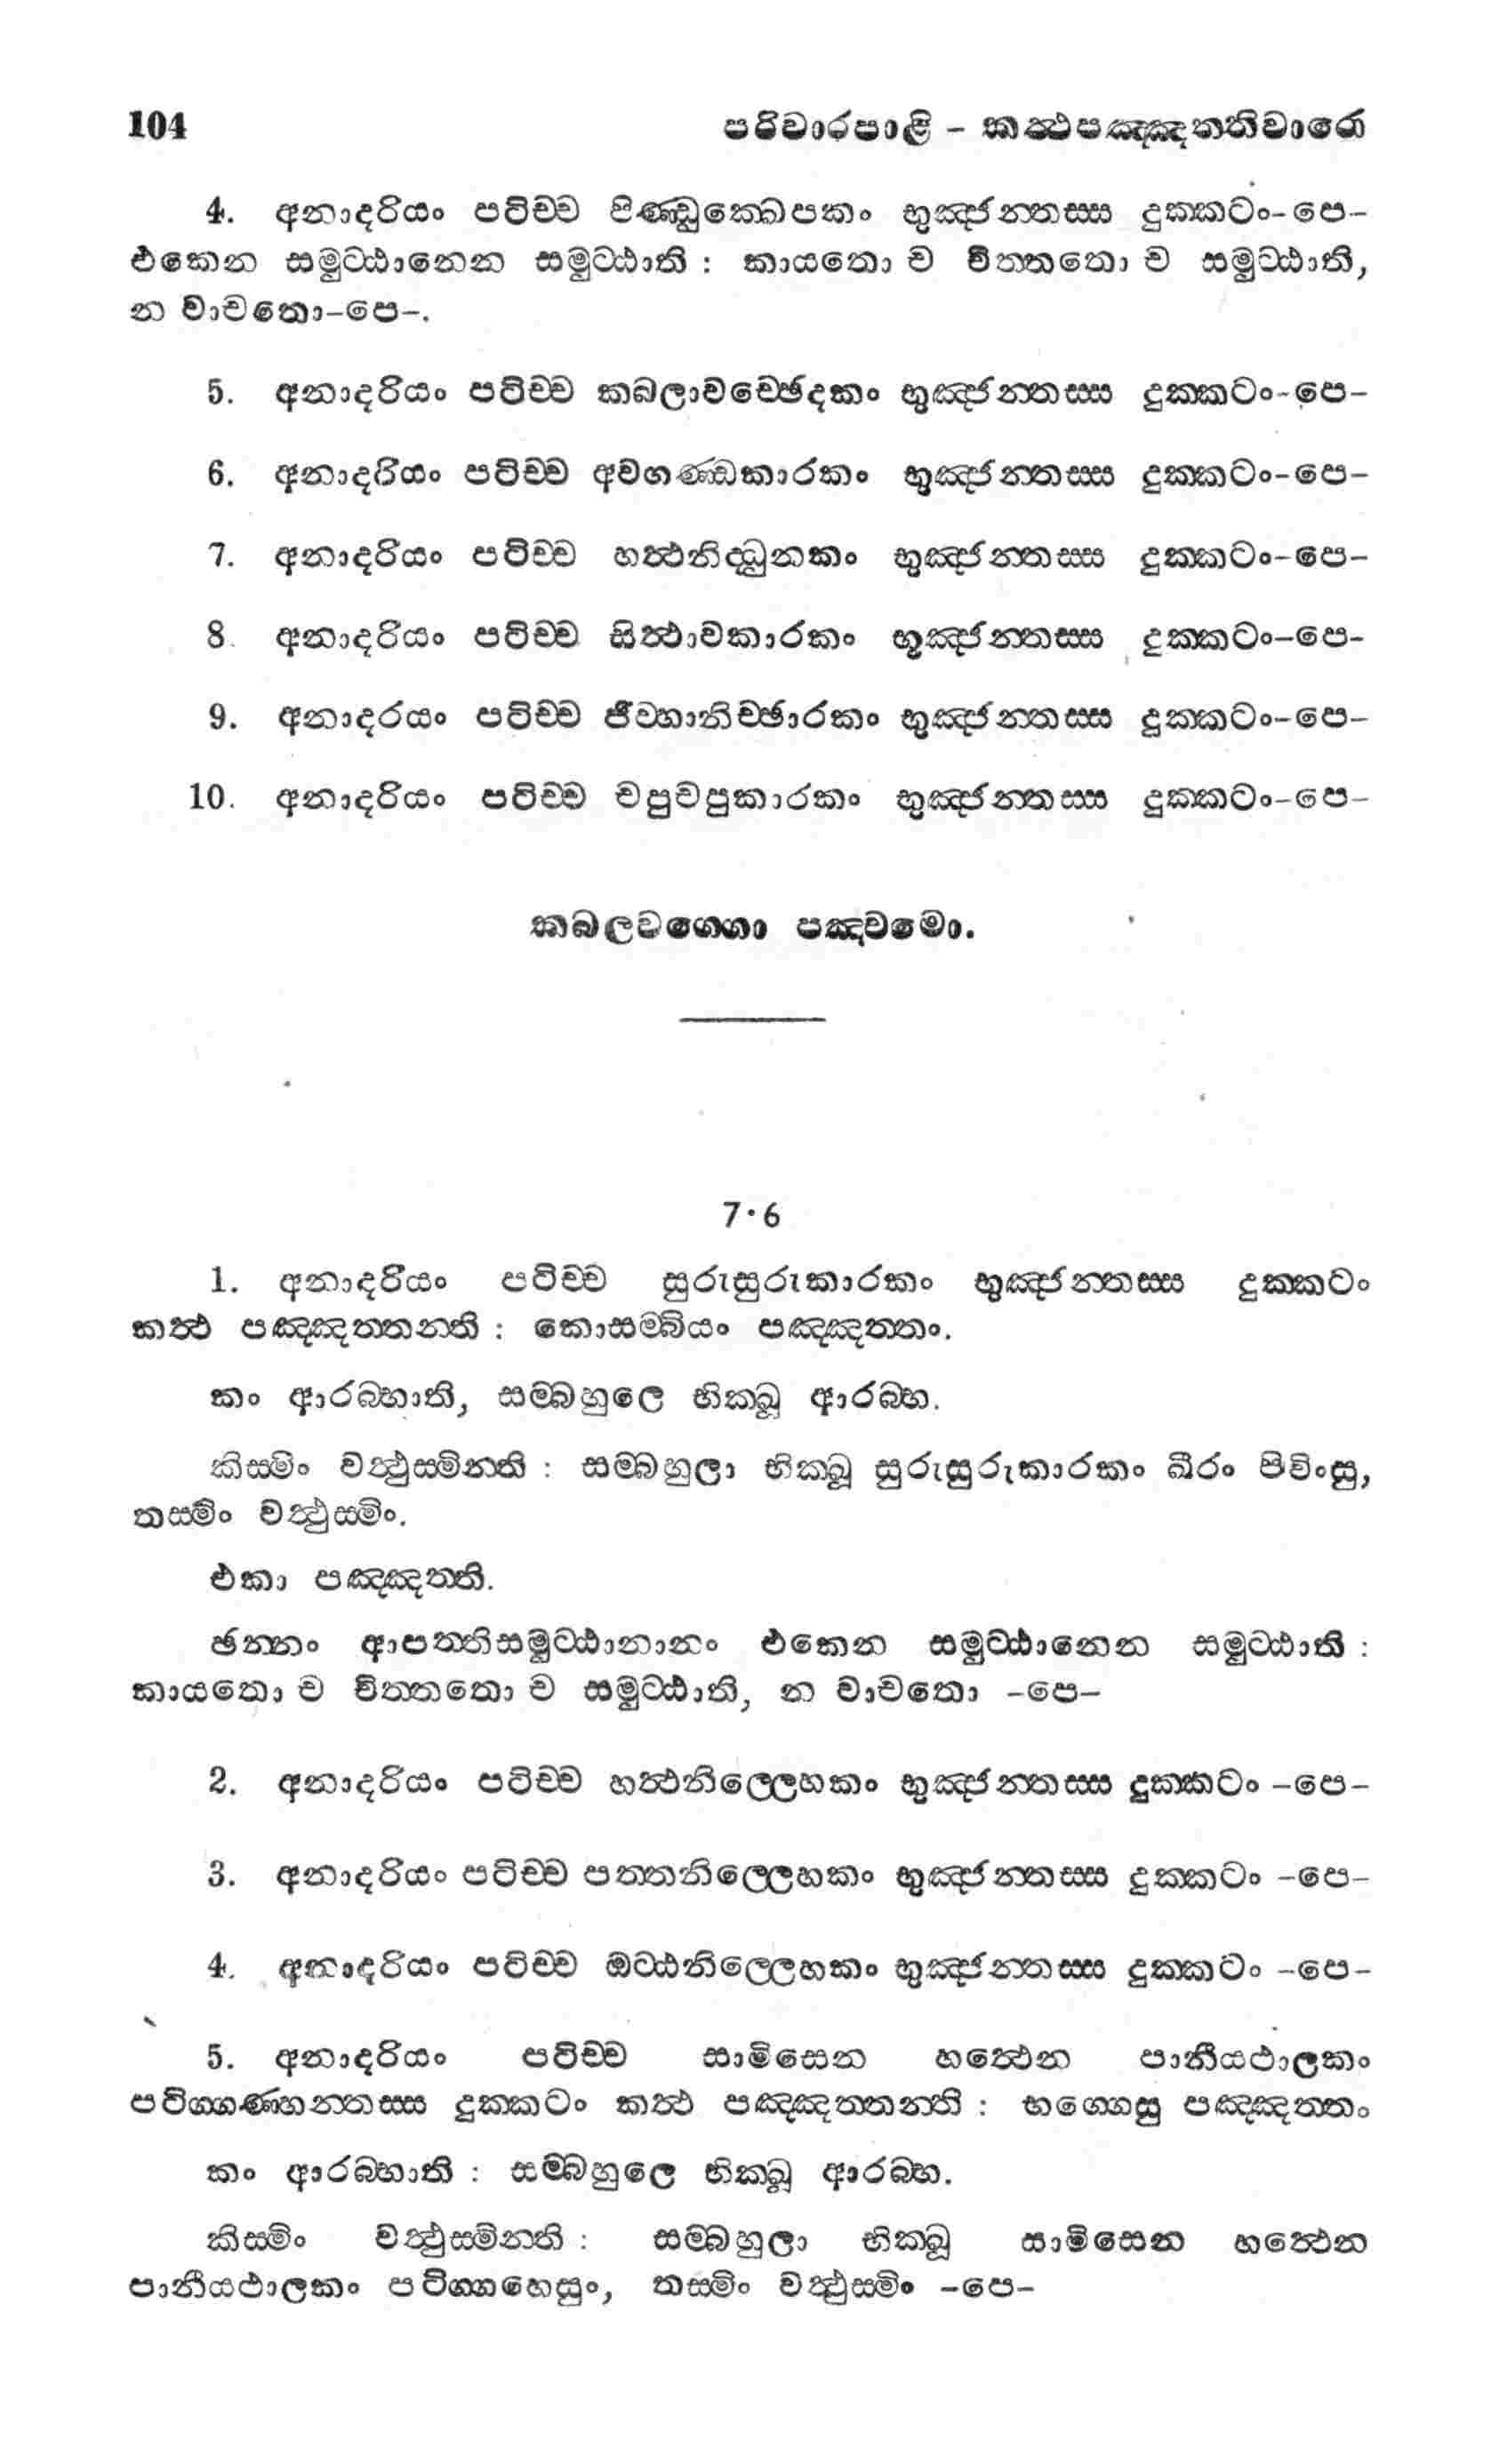 104 පරිවාරපාළි - කත්‍ථපඤ්ඤත්තිවාරො
4. අනාදරියං පටිච්ච පිණ්ඩුක්ඛෙපකං භුඤ්ජන්තස්ස දුක්කටං-පෙ-
එකෙන සමුට්ඨානෙන සමුට්ඨාති : කායතො ච චිත්තතො ච සමුට්ඨාති,
න වාචතො-පෙ-.
5. අනාදරියං පටිච්ච කබලාවච්ඡෙදකං භුඤ්ජන්තස්ස දුක්කටං-පෙ-
6. අනාදරියං පටිච්ච අවගණ්ඩකාරකං භුඤ්ජන්තස්ස දුක්කටං-පෙ-
7. අනාදරියං පටිච්ච හත්‍ථනිද්ධුනකං භුඤ්ජන්තස්ස දුක්කටං-පෙ-
8. අනාදරියං පටිච්ච සිත්‍ථාවකාරකං භූඤ්ජන්තස්ස දුක්කටං-පෙ-
9. අනාදරයං පටිච්ච ජිව්හානිච්ඡාරකං භුඤ්ජන්තස්ස දුක්කටං-පෙ-
10. අනාදරියං පටිච්ච චපුචපුකාරකං භුඤ්ජන්තස්ස දුක්කටං-පෙ-
කබලවග්ගො පඤ්චමො.
7·6
1. අනාදරියං පටිච්ච සුරුසුරුකාරකං භුඤ්ජන්තස්ස දුක්කටං
කත්‍ථ පඤ්ඤත්තන්ති : කොසම්බියං පඤ්ඤත්තං.
කං ආරබ්භාති, සම්බහුලෙ භික්ඛූ ආරබ්භ.
කිස්මිං වත්‍ථුස්මින්ති : සම්බහුලා භික්ඛූ සුරුසුරුකාරකං ඛීරං පිවිංසු,
තස්මිං වත්‍ථුස්මිං.
එකා පඤ්ඤත්ති.
ඡන්නං ආපත්තිසමුට්ඨානානං එකෙන සමුට්ඨානෙන සමුට්ඨාති :
කායතො ච චිත්තතො ච සමුට්ඨාති, න වාචතො -පෙ-
2. අනාදරියං පටිච්ච හත්‍ථනිල්ලෙහකං භුඤ්ජන්තස්ස දුක්කටං -පෙ-
3. අනාදරියං පටිච්ච පත්තනිල්ලෙහකං භුඤ්ජන්තස්ස දුක්කටං -පෙ-
4. අනාදරියං පටිච්ච ඔට්ඨනිල්ලෙහකං භුඤ්ජන්තස්ස දුක්කටං -පෙ-
5. අනාදරියං පටිච්ච සාමිසෙන හත්‍ථෙන පානීයථාලකං
පටිග්ගණ්හන්තස්ස දුක්කටං කත්‍ථ පඤ්ඤත්තන්ති : භග්ගෙසු පඤ්ඤත්තං
කං ආරබ්භාති : සම්බහුලෙ භික්ඛූ ආරබ්භ.
කිස්මිං වත්‍ථුස්මින්ති : සම්බහුලා භික්ඛූ සාමිසෙන හත්‍ථෙන
පානීයථාලකං පටිග්ගහෙසුං, තස්මිං වත්‍ථුස්මිං -පෙ-